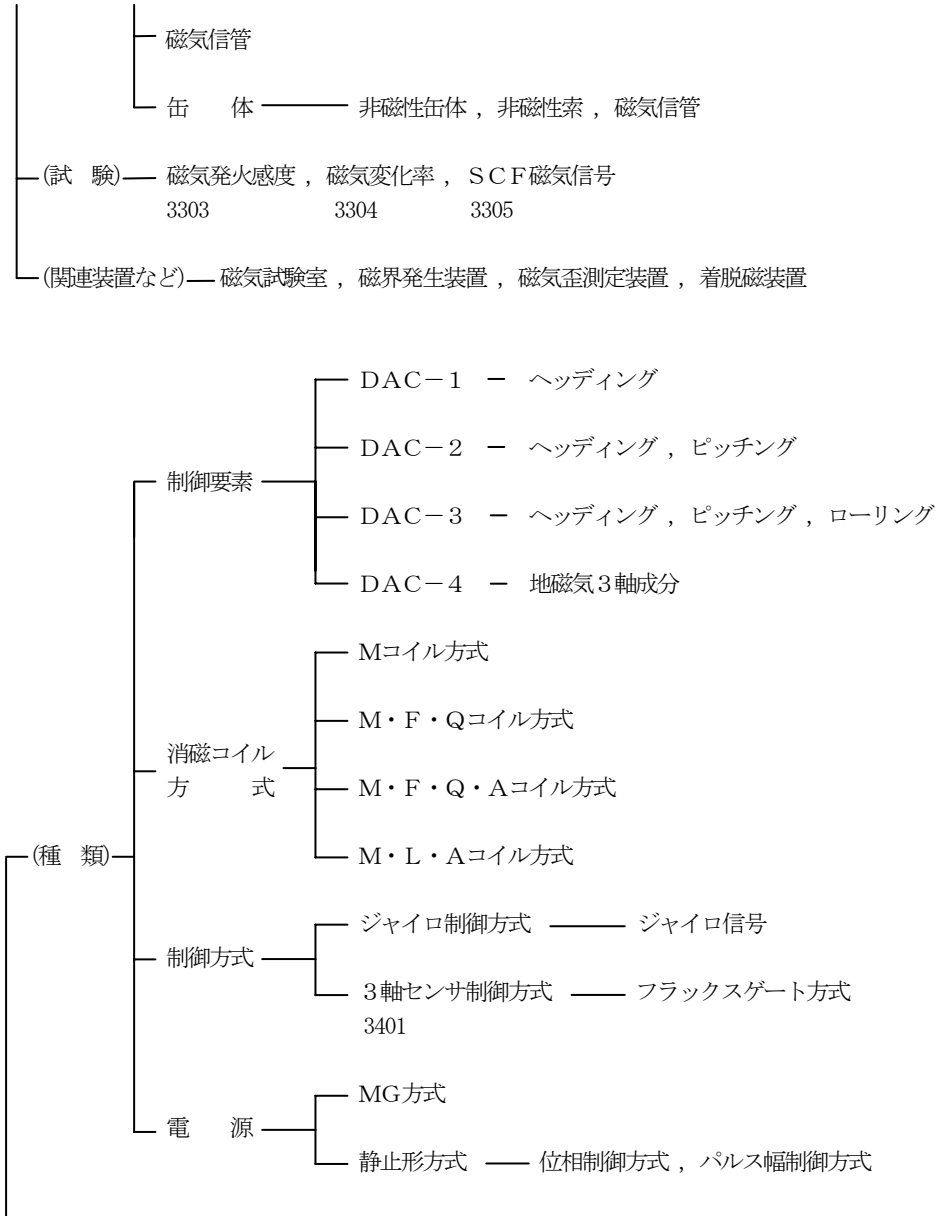 磁気信管
缶　体　非磁性缶体，非磁性索，磁気信管
(試　験)　磁気発火感度，磁気変化率，ＳＣＦ磁気信号
3303　3304　3305
(関連装置など)　磁気試験室，磁界発生装置，磁気歪測定装置，着脱磁装置
ＤＡＣ－１　－　ヘッディング
ＤＡＣ－２　－　ヘッディング，ピッチング
制御要素
ＤＡＣ－３　－　ヘッディング，ピッチング，ローリング
ＤＡＣ－４　－　地磁気３軸成分
Ｍコイル方式
Ｍ・Ｆ・Ｑコイル方式
消磁コイル
方　式
Ｍ・Ｆ・Ｑ・Ａコイル方式
Ｍ・Ｌ・Ａコイル方式
(種　類)
ジャイロ制御方式　ジャイロ信号
制御方式
３軸センサ制御方式　フラックスゲート方式
3401
ＭＧ方式
電　源
静止形方式　位相制御方式，パルス幅制御方式